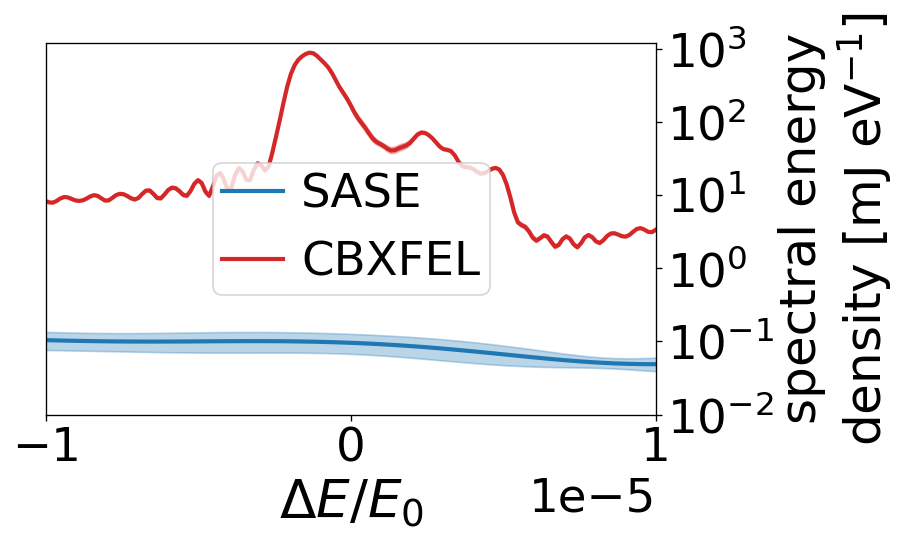 SASE
CBXFEL
10³
10²
10¹
10⁰
10⁻¹
10⁻²
spectral energy
density [mJ eV⁻¹]
−1
0
1
ΔE/E₀
1e−5